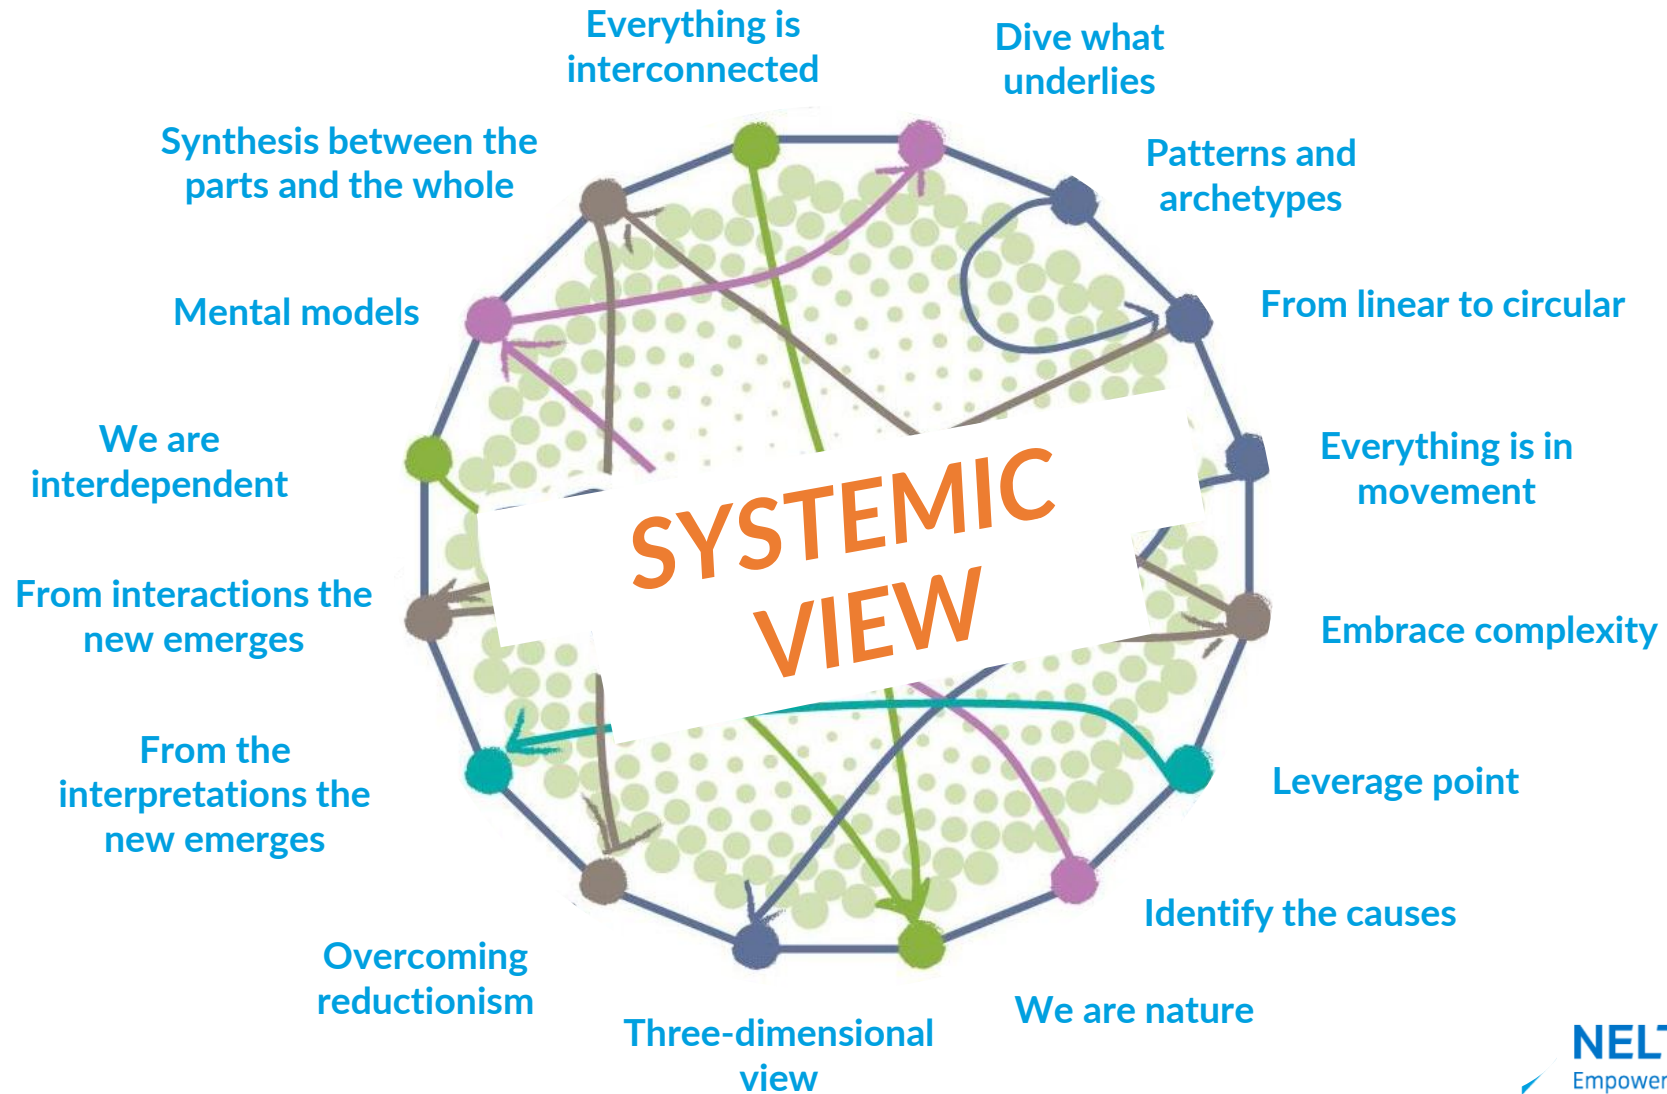 Everything is
interconnected
Dive what
underlies
Synthesis between the
parts and the whole
Patterns and
archetypes
Mental models
From linear to circular
We are
interdependent
Everything is in
movement
SYSTEMIC
VIEW
From interactions the
new emerges
Embrace complexity
From the
interpretations the
new emerges
Leverage point
Identify the causes
Overcoming
reductionism
We are nature
Three-dimensional
view